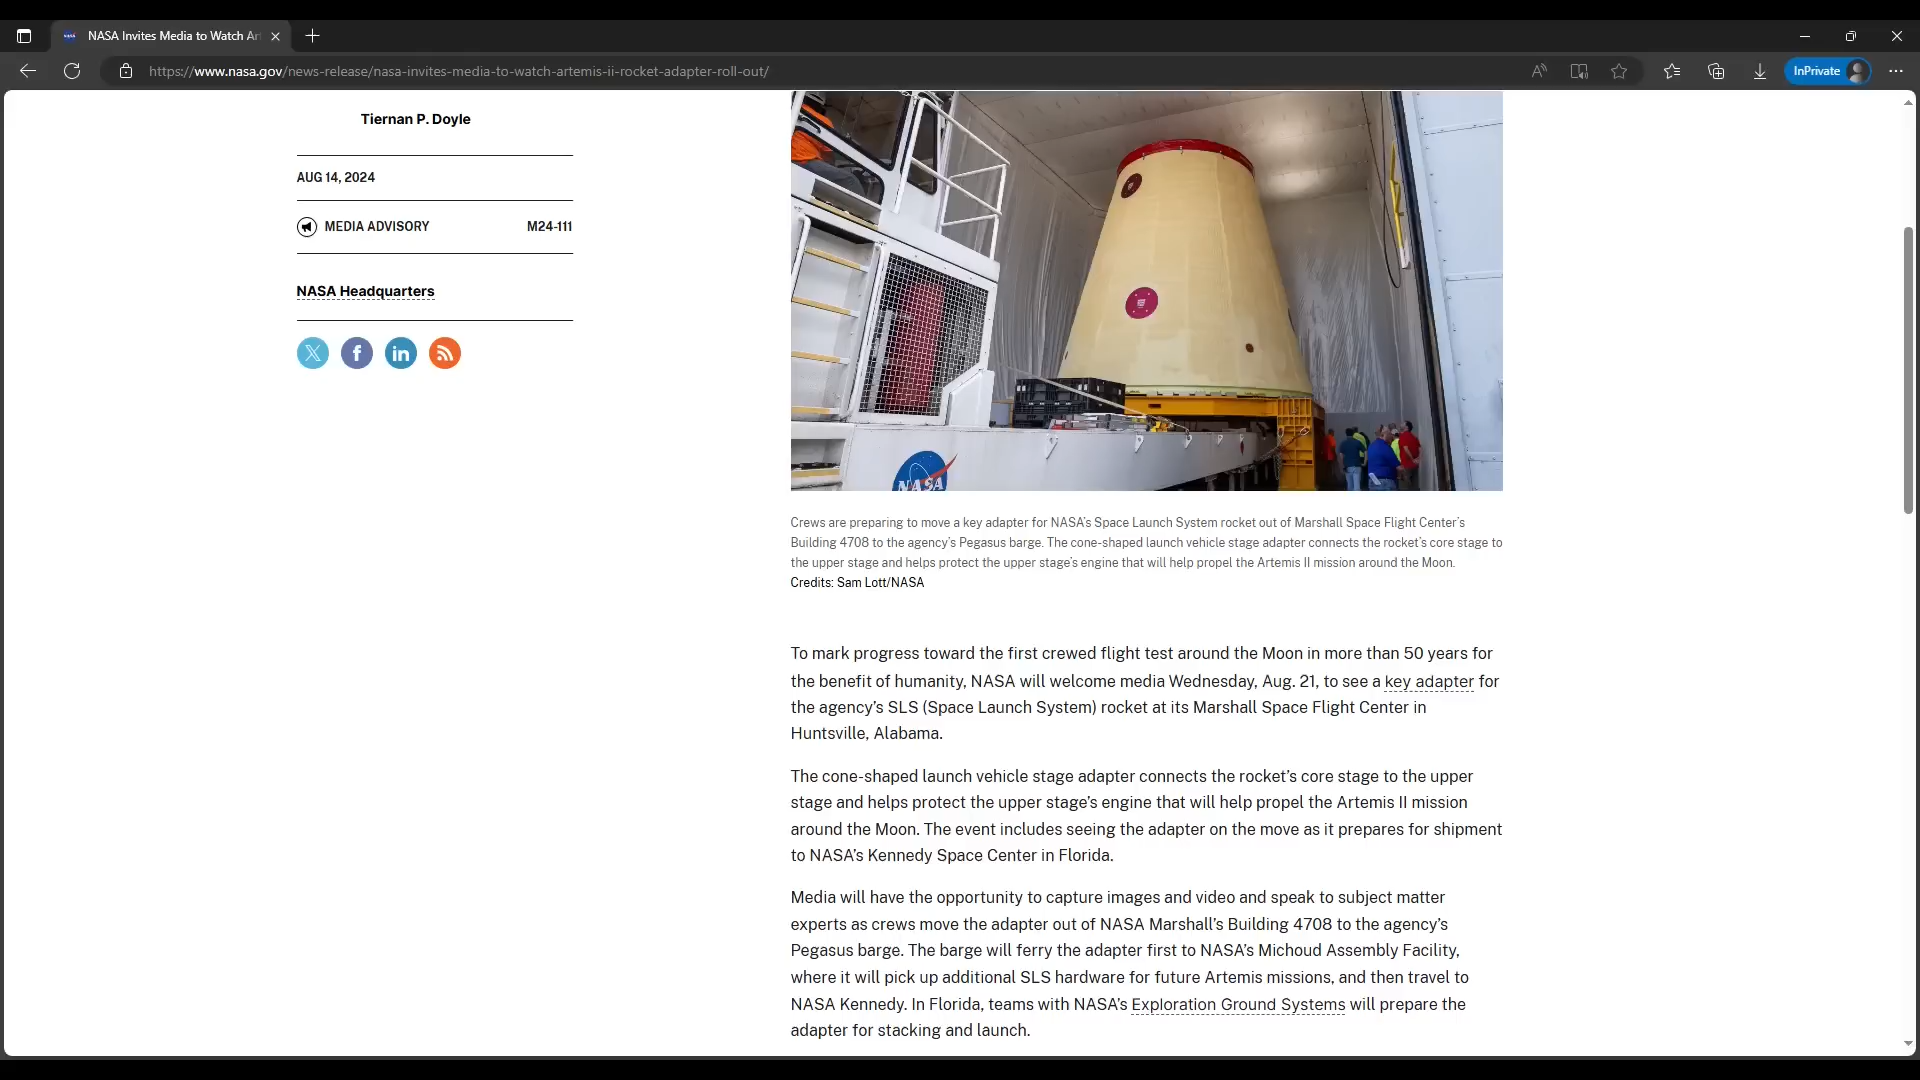 NASA Invites Media to Watch Ar
https://www.nasa.gov/news-release/nasa-invites-media-to-watch-artemis-ii-rocket-adapter-roll-out/
InPrivate
Tiernan P. Doyle
AUG 14, 2024
MEDIA ADVISORY M24-111
NASA Headquarters
NASA
Crews are preparing to move a key adapter for NASA's Space Launch System rocket out of Marshall Space Flight Center's
Building 4708 to the agency's Pegasus barge. The cone-shaped launch vehicle stage adapter connects the rocket's core stage to
the upper stage and helps protect the upper stage's engine that will help propel the Artemis II mission around the Moon.
Credits: Sam Lott/NASA
To mark progress toward the first crewed flight test around the Moon in more than 50 years for
the benefit of humanity, NASA will welcome media Wednesday, Aug. 21, to see a key adapter for
the agency's SLS (Space Launch System) rocket at its Marshall Space Flight Center in
Huntsville, Alabama.
The cone-shaped launch vehicle stage adapter connects the rocket's core stage to the upper
stage and helps protect the upper stage's engine that will help propel the Artemis II mission
around the Moon. The event includes seeing the adapter on the move as it prepares for shipment
to NASA's Kennedy Space Center in Florida.
Media will have the opportunity to capture images and video and speak to subject matter
experts as crews move the adapter out of NASA Marshall's Building 4708 to the agency's
Pegasus barge. The barge will ferry the adapter first to NASA's Michoud Assembly Facility,
where it will pick up additional SLS hardware for future Artemis missions, and then travel to
NASA Kennedy. In Florida, teams with NASA's Exploration Ground Systems will prepare the
adapter for stacking and launch.